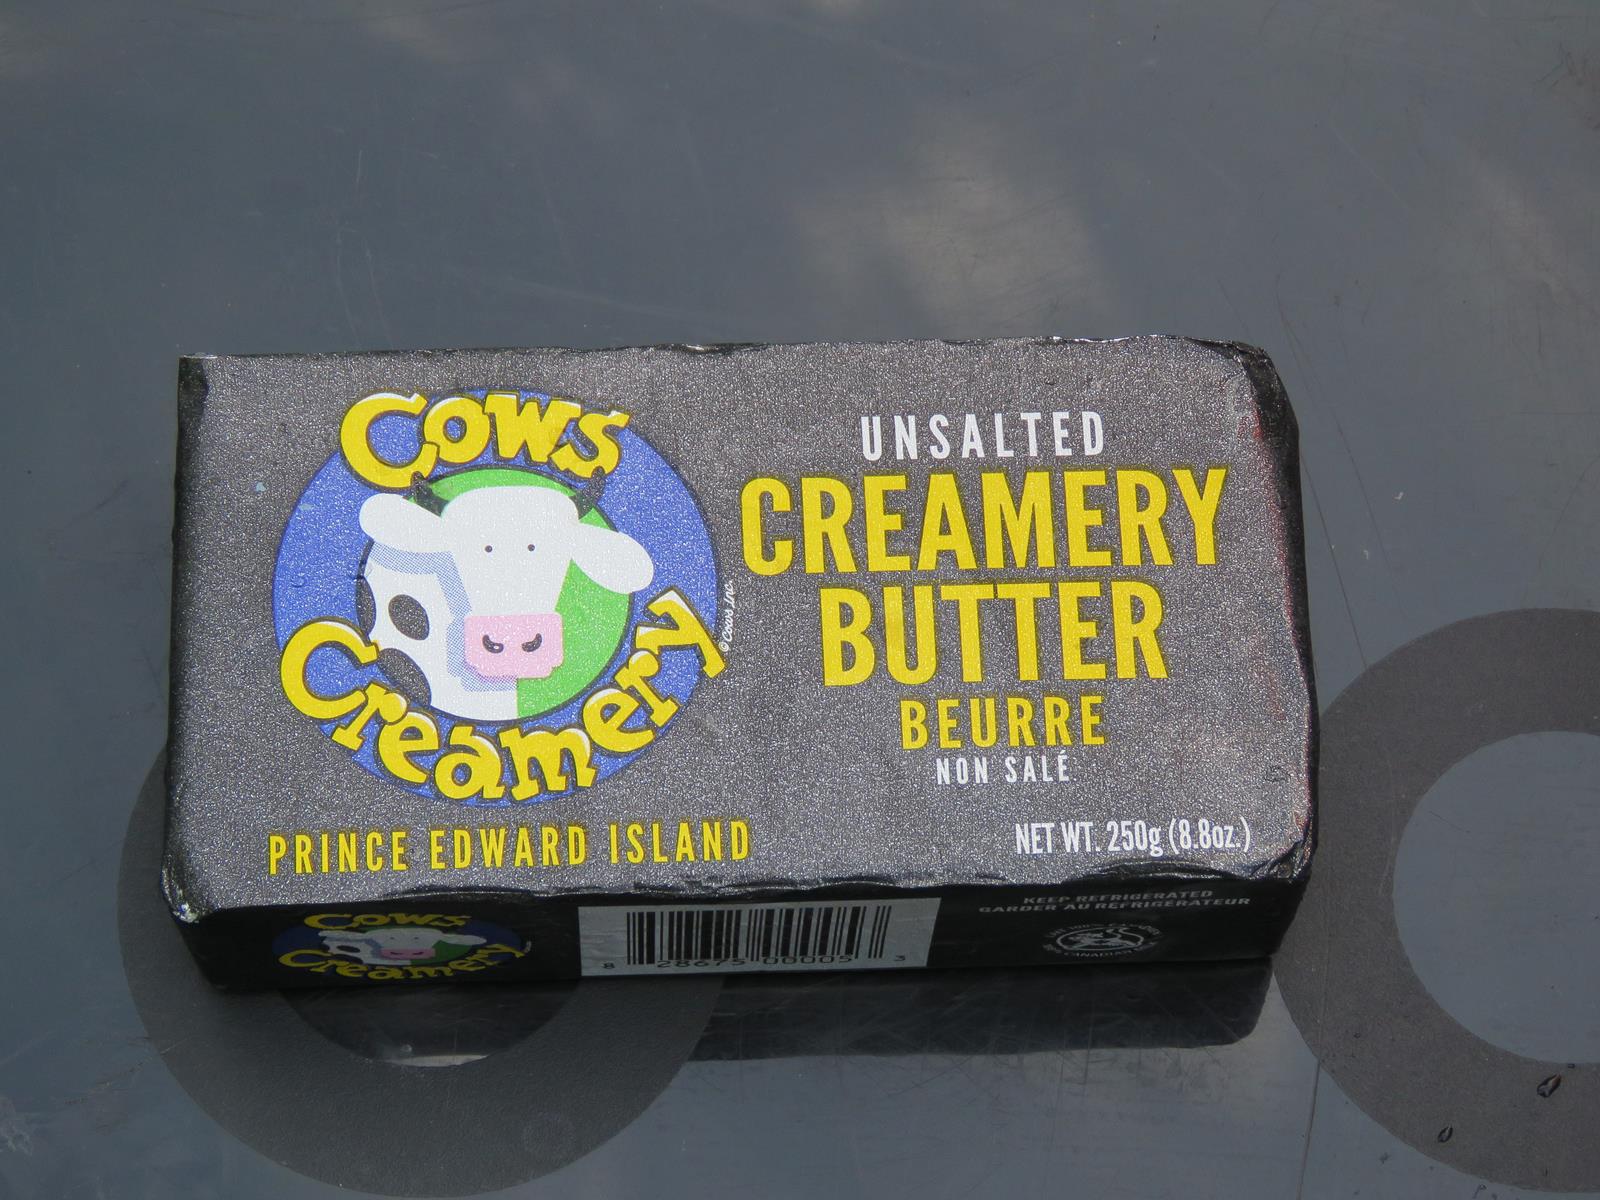 Cows
Creamery
© Cows Inc.
PRINCE EDWARD ISLAND
UNSALTED
CREAMERY
BUTTER
BEURRE
NON SALÉ
NET WT. 250g (8.8oz.)
Cows
Creamery
8 28675 00005 3
KEEP REFRIGERATED
GARDER AU RÉFRIGÉRATEUR